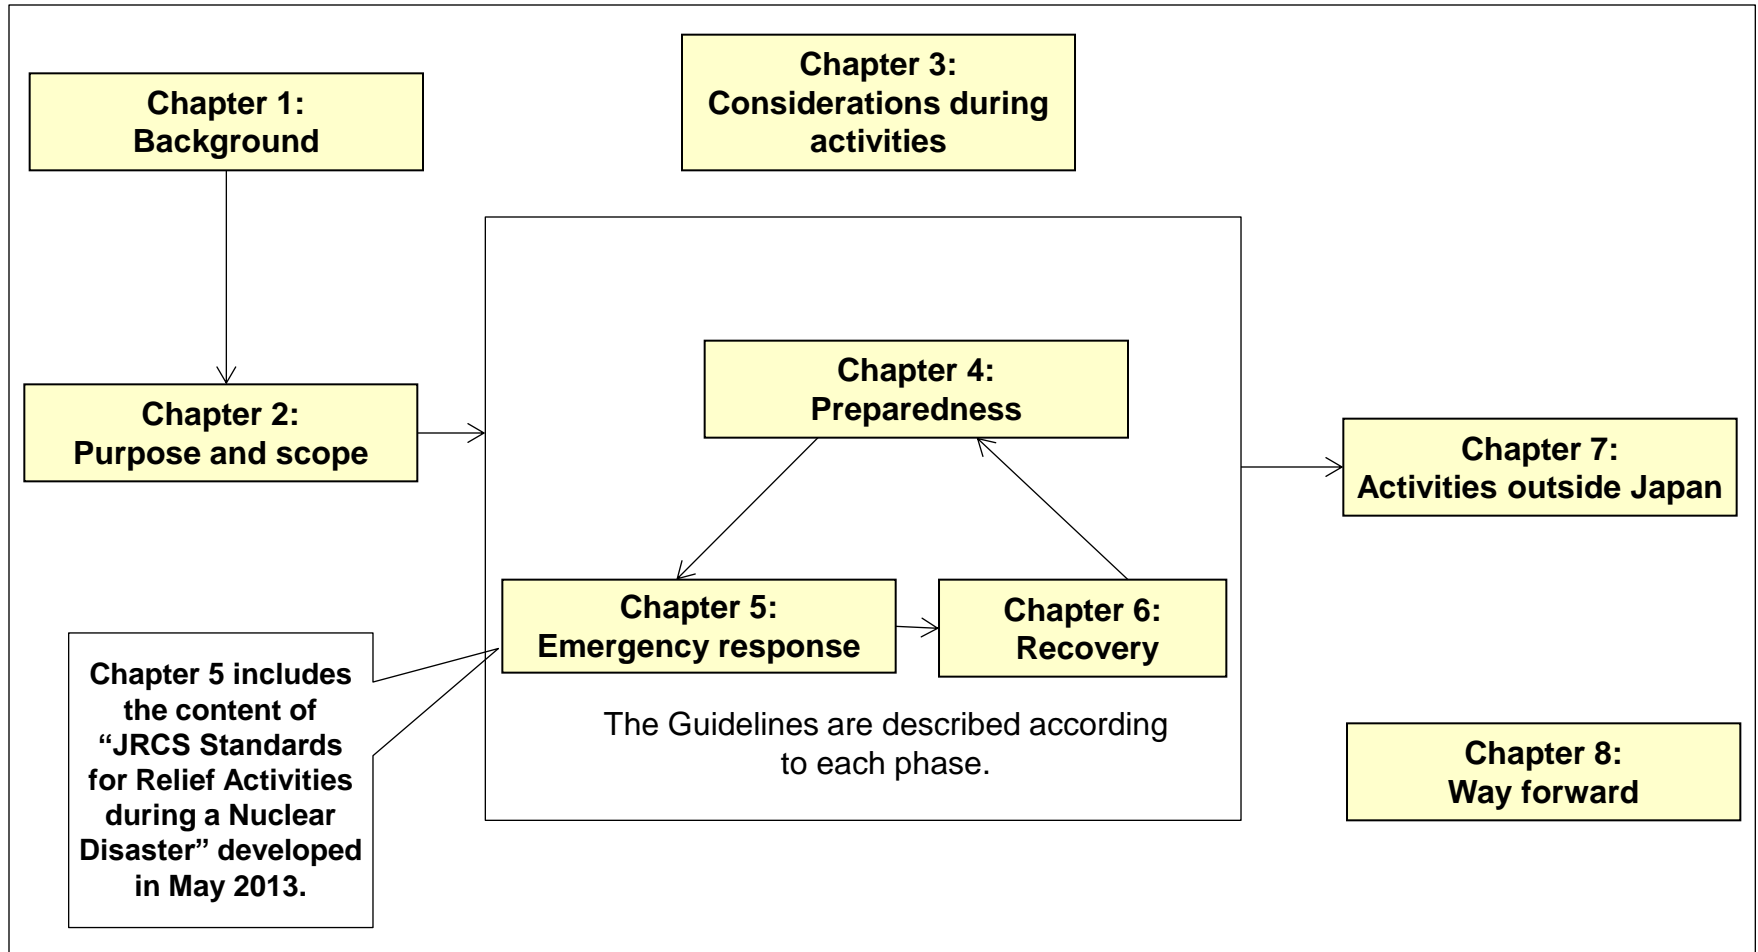 Chapter 1:
Background
Chapter 3:
Considerations during
activities
Chapter 2:
Purpose and scope
Chapter 4:
Preparedness
Chapter 5:
Emergency response
Chapter 6:
Recovery
The Guidelines are described according
to each phase.
Chapter 5 includes
the content of
“JRCS Standards
for Relief Activities
during a Nuclear
Disaster” developed
in May 2013.
Chapter 7:
Activities outside Japan
Chapter 8:
Way forward